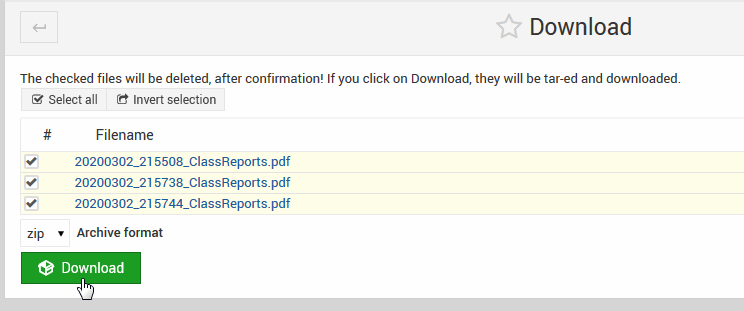 Download
The checked files will be deleted, after confirmation! If you click on Download, they will be tar-ed and downloaded.
Select all Invert selection
# Filename
20200302_215508_ClassReports.pdf
20200302_215738_ClassReports.pdf
20200302_215744_ClassReports.pdf
zip Archive format
Download